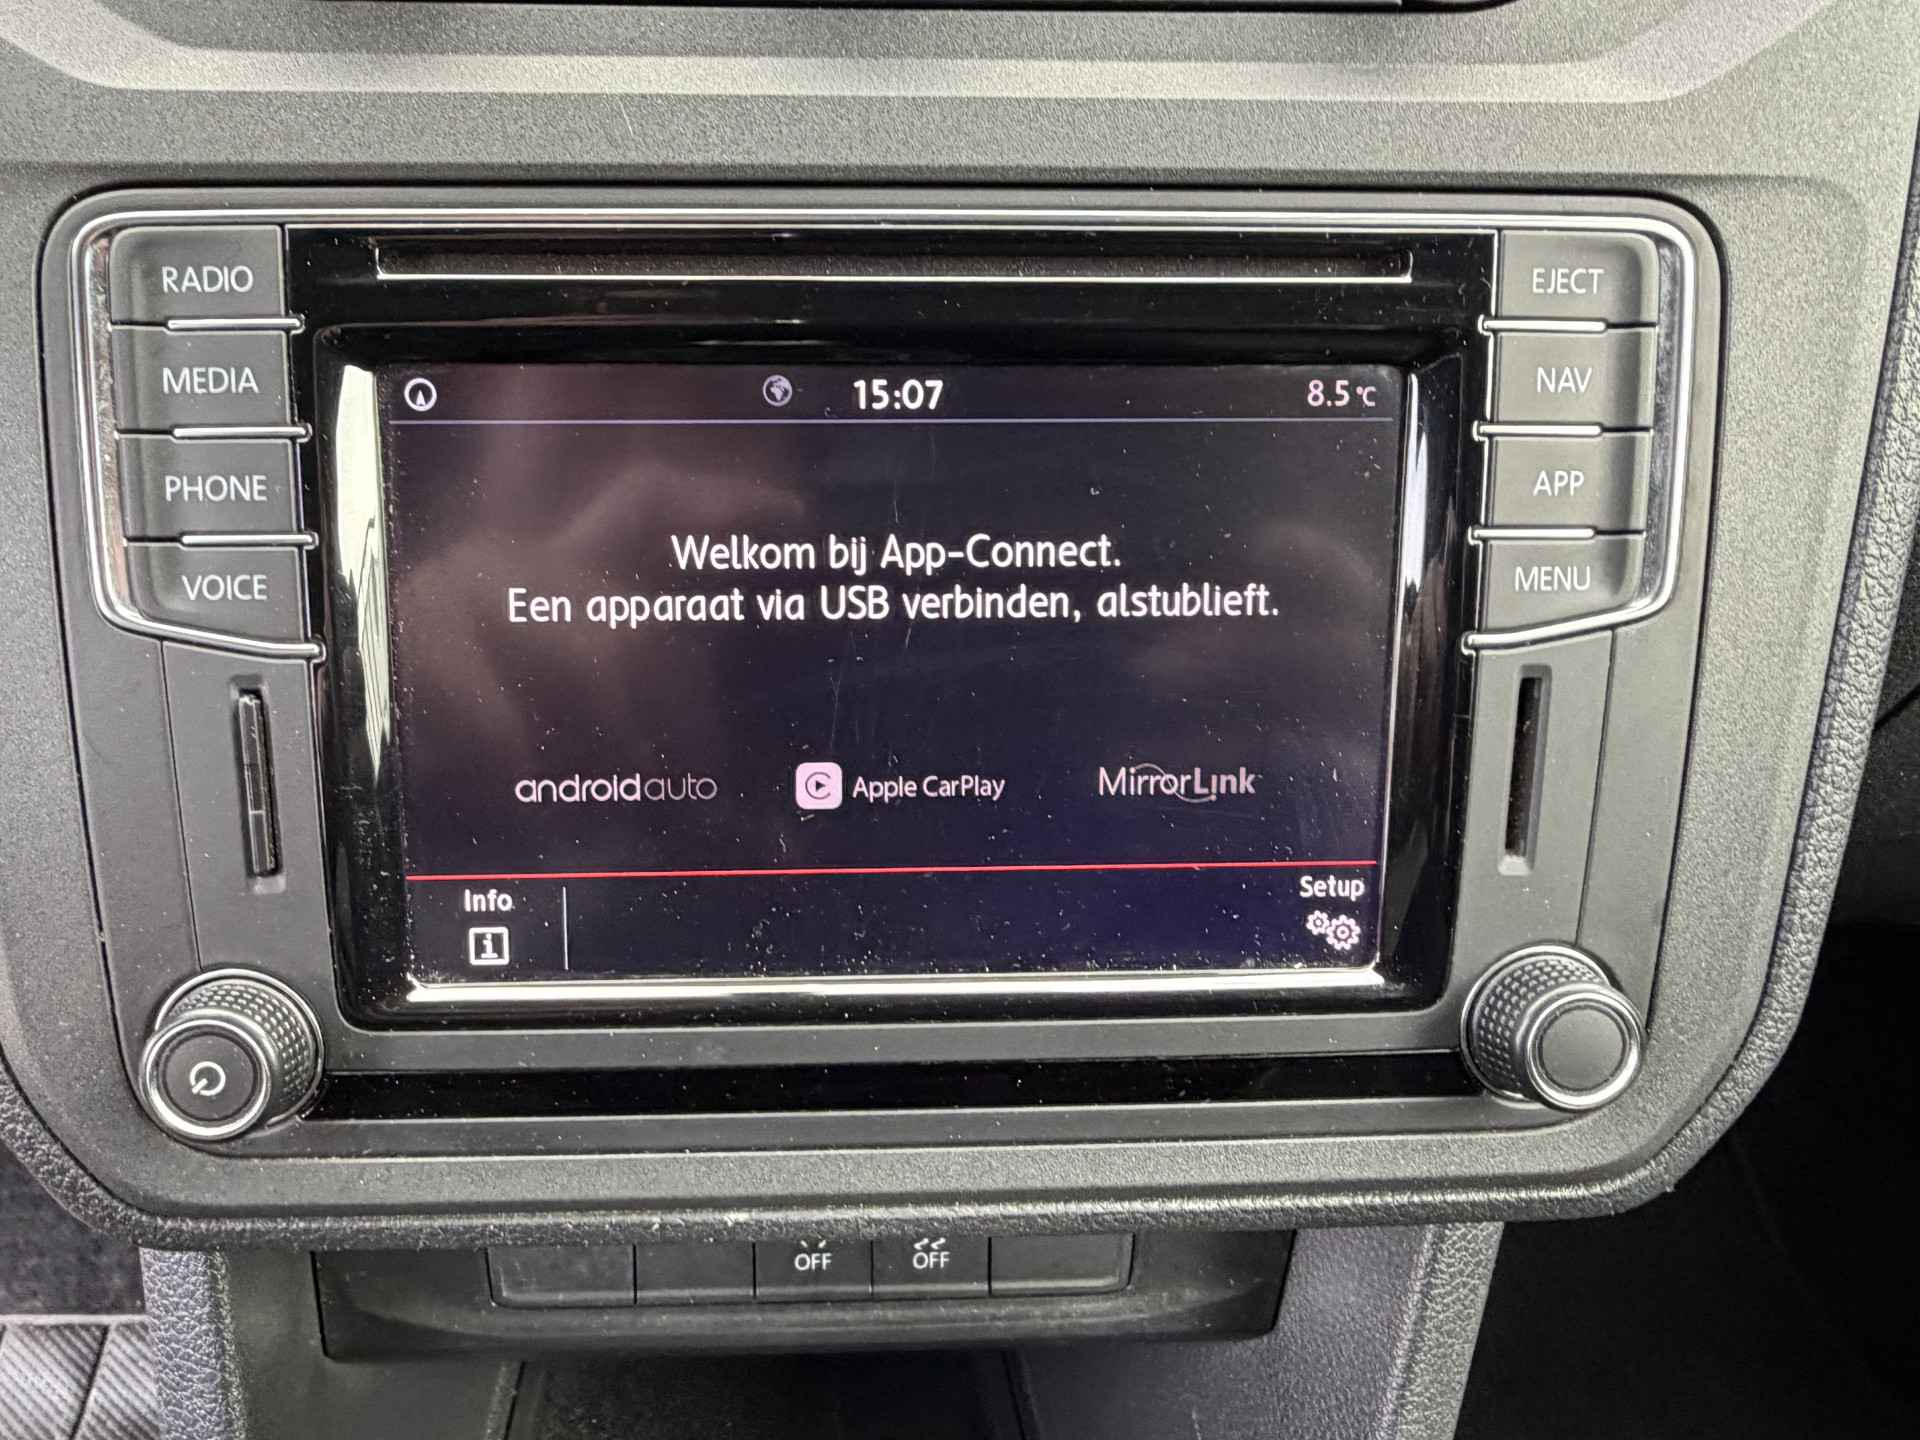 RADIO
MEDIA
PHONE
VOICE
EJECT
NAV
APP
MENU
15:07
8.5 °C
Welkom bij App-Connect.
Een apparaat via USB verbinden, alstublieft.
androidauto
Apple CarPlay
MirrorLink
Info
Setup
OFF
OFF